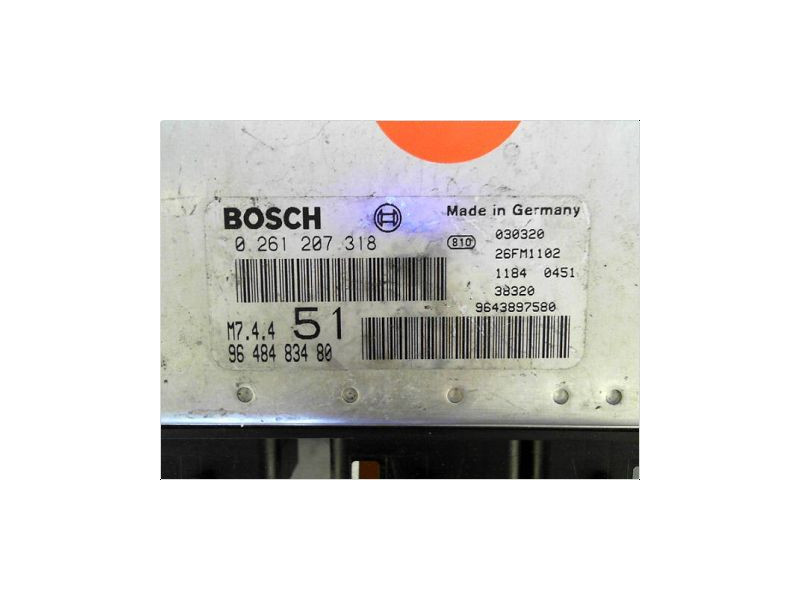 BOSCH
Made in Germany
0 261 207 318
810
030320
26FM1102
1184 0451
38320
9643897580
M7.4.4 51
96 484 834 80